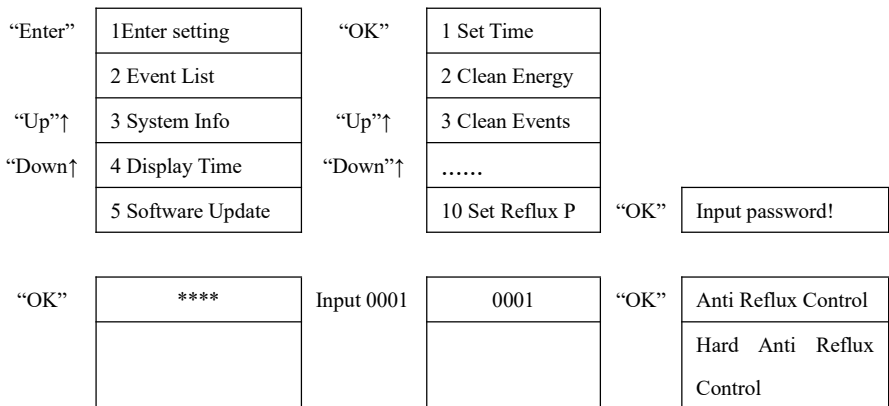 “Enter” 1Enter setting “OK” 1 Set Time
2 Event List 2 Clean Energy
“Up”↑ 3 System Info “Up”↑ 3 Clean Events
“Down↑ 4 Display Time “Down”↑ ……
5 Software Update 10 Set Reflux P “OK” Input password!
“OK” **** Input 0001 0001 “OK” Anti Reflux Control
Hard Anti Reflux
Control